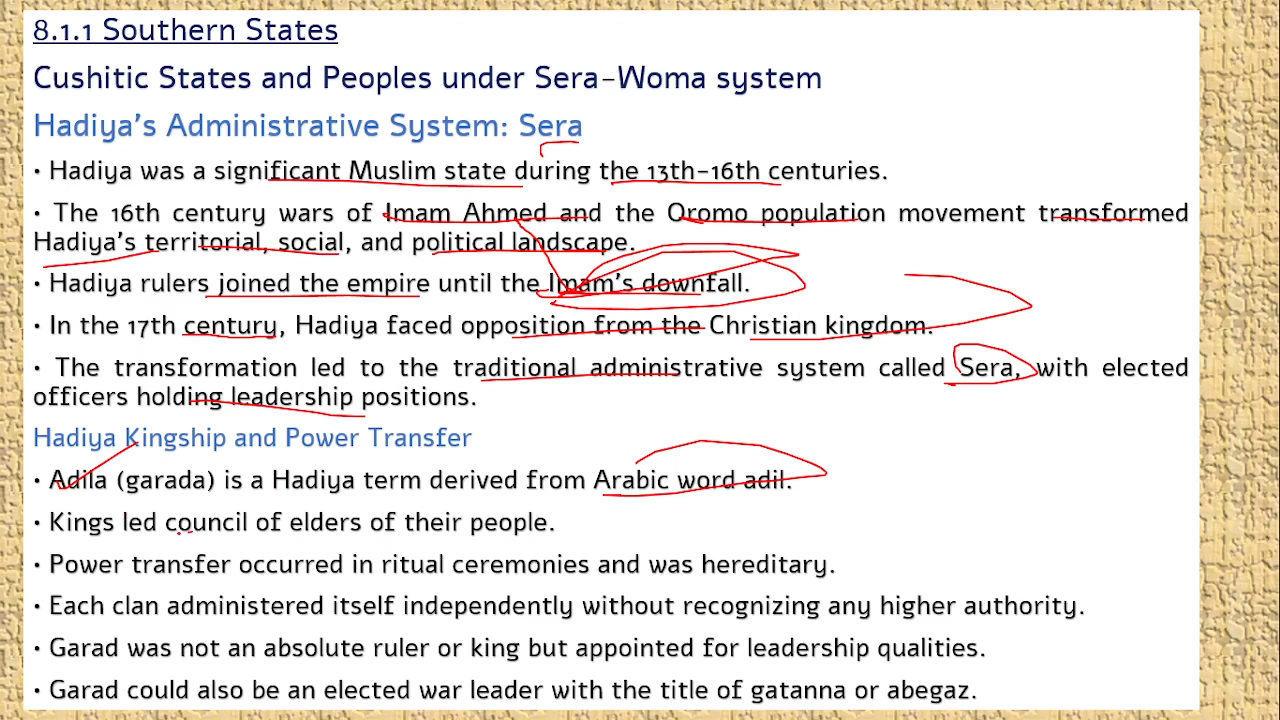 8.1.1 Southern States
Cushitic States and Peoples under Sera-Woma system
Hadiya's Administrative System: Sera
• Hadiya was a significant Muslim state during the 13th-16th centuries.
• The 16th century wars of Imam Ahmed and the Oromo population movement transformed
Hadiya's territorial, social, and political landscape.
• Hadiya rulers joined the empire until the Imam's downfall.
• In the 17th century, Hadiya faced opposition from the Christian kingdom.
• The transformation led to the traditional administrative system called Sera, with elected
officers holding leadership positions.
Hadiya Kingship and Power Transfer
• Adila (garada) is a Hadiya term derived from Arabic word adil.
• Kings led council of elders of their people.
• Power transfer occurred in ritual ceremonies and was hereditary.
• Each clan administered itself independently without recognizing any higher authority.
• Garad was not an absolute ruler or king but appointed for leadership qualities.
• Garad could also be an elected war leader with the title of gatanna or abegaz.